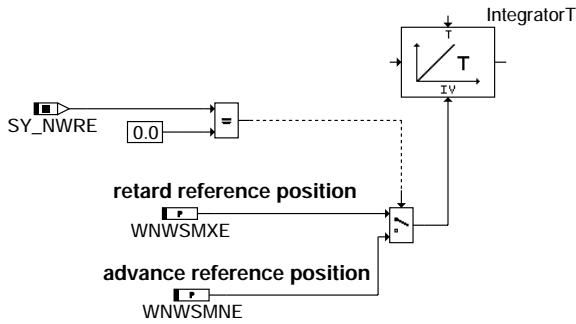 IntegratorT
T
T
IV
SY_NWRE
0.0
=
retard reference position
P
WNWSMXE
advance reference position
P
WNWSMNE